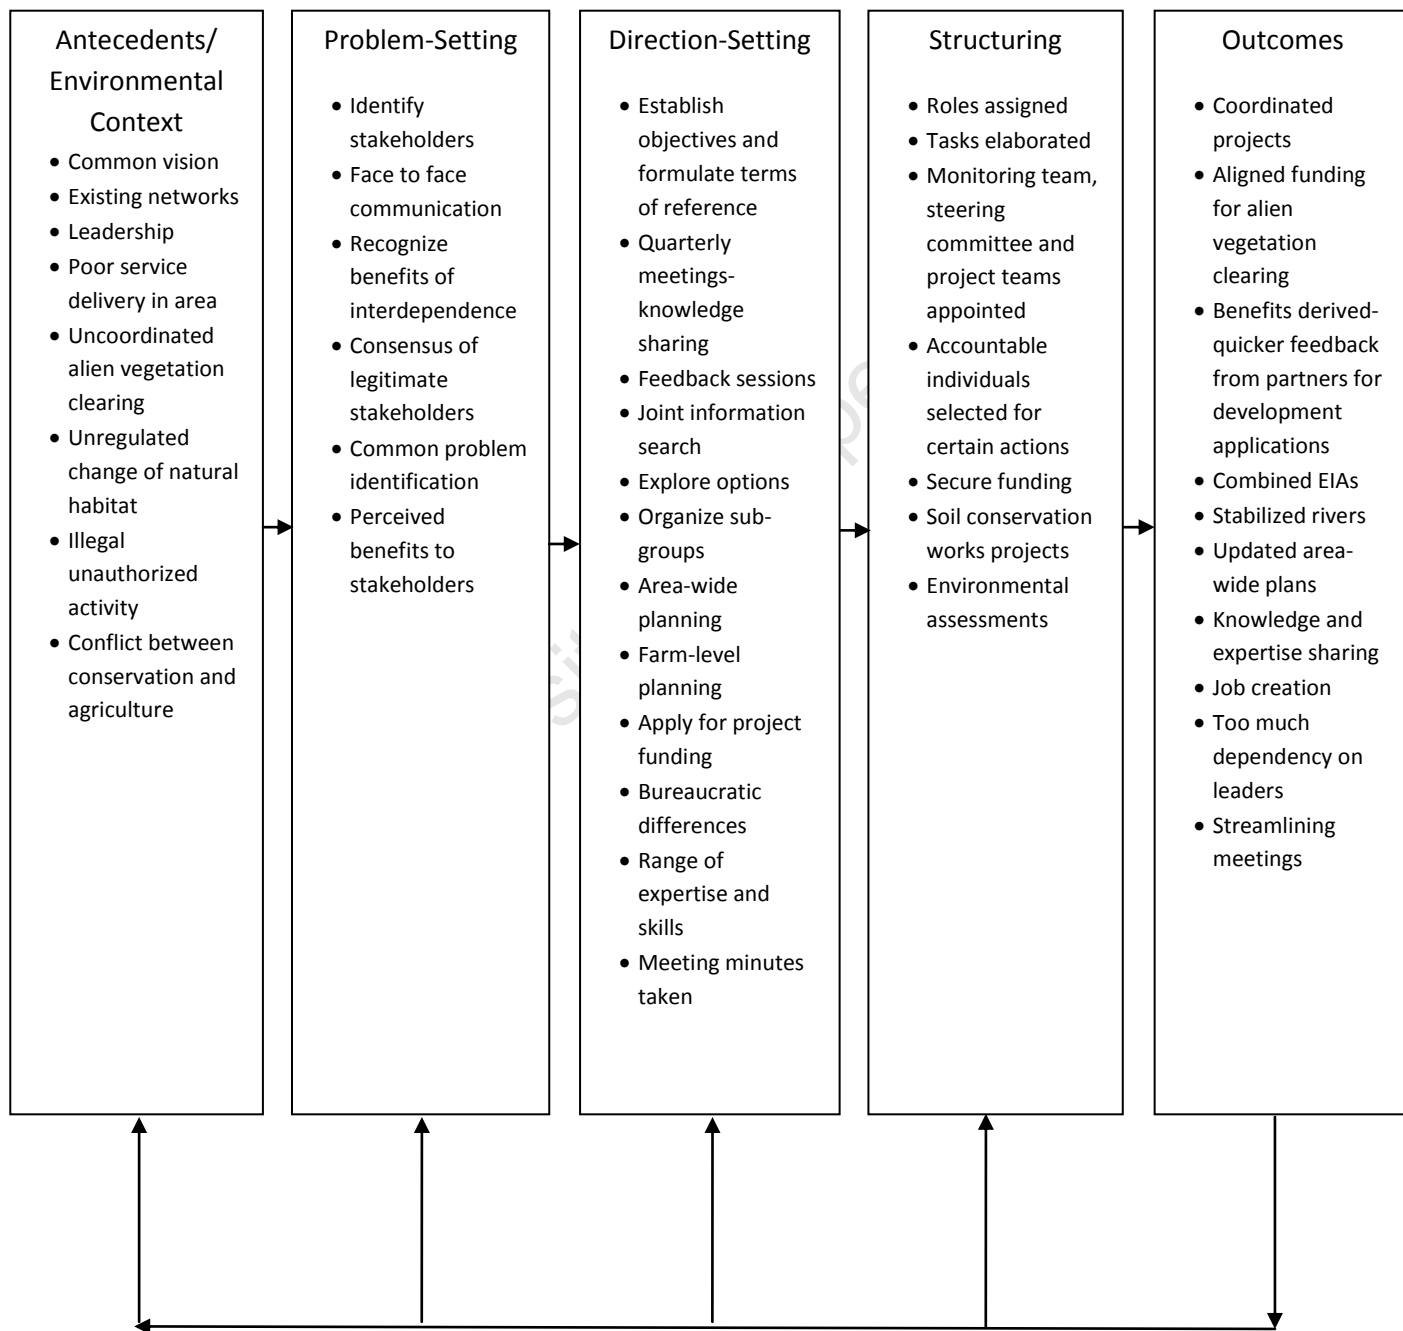 Antecedents/
Environmental
Context
• Common vision
• Existing networks
• Leadership
• Poor service
delivery in area
• Uncoordinated
alien vegetation
clearing
• Unregulated
change of natural
habitat
• Illegal
unauthorized
activity
• Conflict between
conservation and
agriculture
Problem-Setting
• Identify
stakeholders
• Face to face
communication
• Recognize
benefits of
interdependence
• Consensus of
legitimate
stakeholders
• Common problem
identification
• Perceived
benefits to
stakeholders
Direction-Setting
• Establish
objectives and
formulate terms
of reference
• Quarterly
meetings-
knowledge
sharing
• Feedback sessions
• Joint information
search
• Explore options
• Organize sub-
groups
• Area-wide
planning
• Farm-level
planning
• Apply for project
funding
• Bureaucratic
differences
• Range of
expertise and
skills
• Meeting minutes
taken
Structuring
• Roles assigned
• Tasks elaborated
• Monitoring team,
steering
committee and
project teams
appointed
• Accountable
individuals
selected for
certain actions
• Secure funding
• Soil conservation
works projects
• Environmental
assessments
Outcomes
• Coordinated
projects
• Aligned funding
for alien
vegetation
clearing
• Benefits derived-
quicker feedback
from partners for
development
applications
• Combined EIAs
• Stabilized rivers
• Updated area-
wide plans
• Knowledge and
expertise sharing
• Job creation
• Too much
dependency on
leaders
• Streamlining
meetings